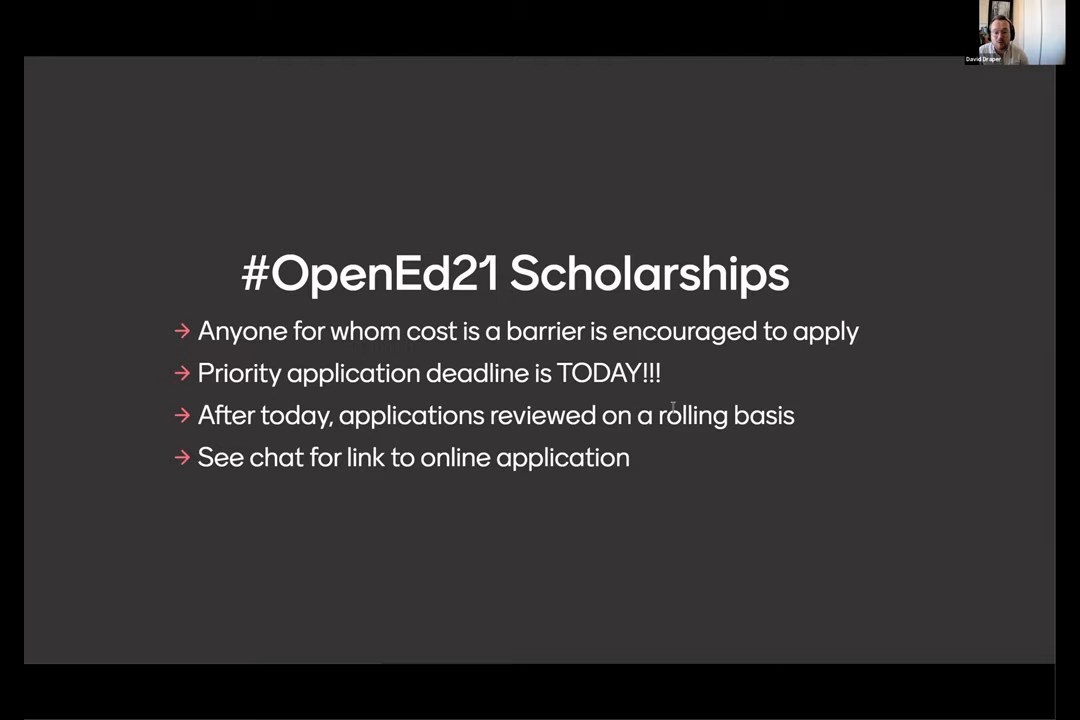 David Draper
#OpenEd21 Scholarships
→ Anyone for whom cost is a barrier is encouraged to apply
→ Priority application deadline is TODAY!!!
→ After today, applications reviewed on a rolling basis
→ See chat for link to online application